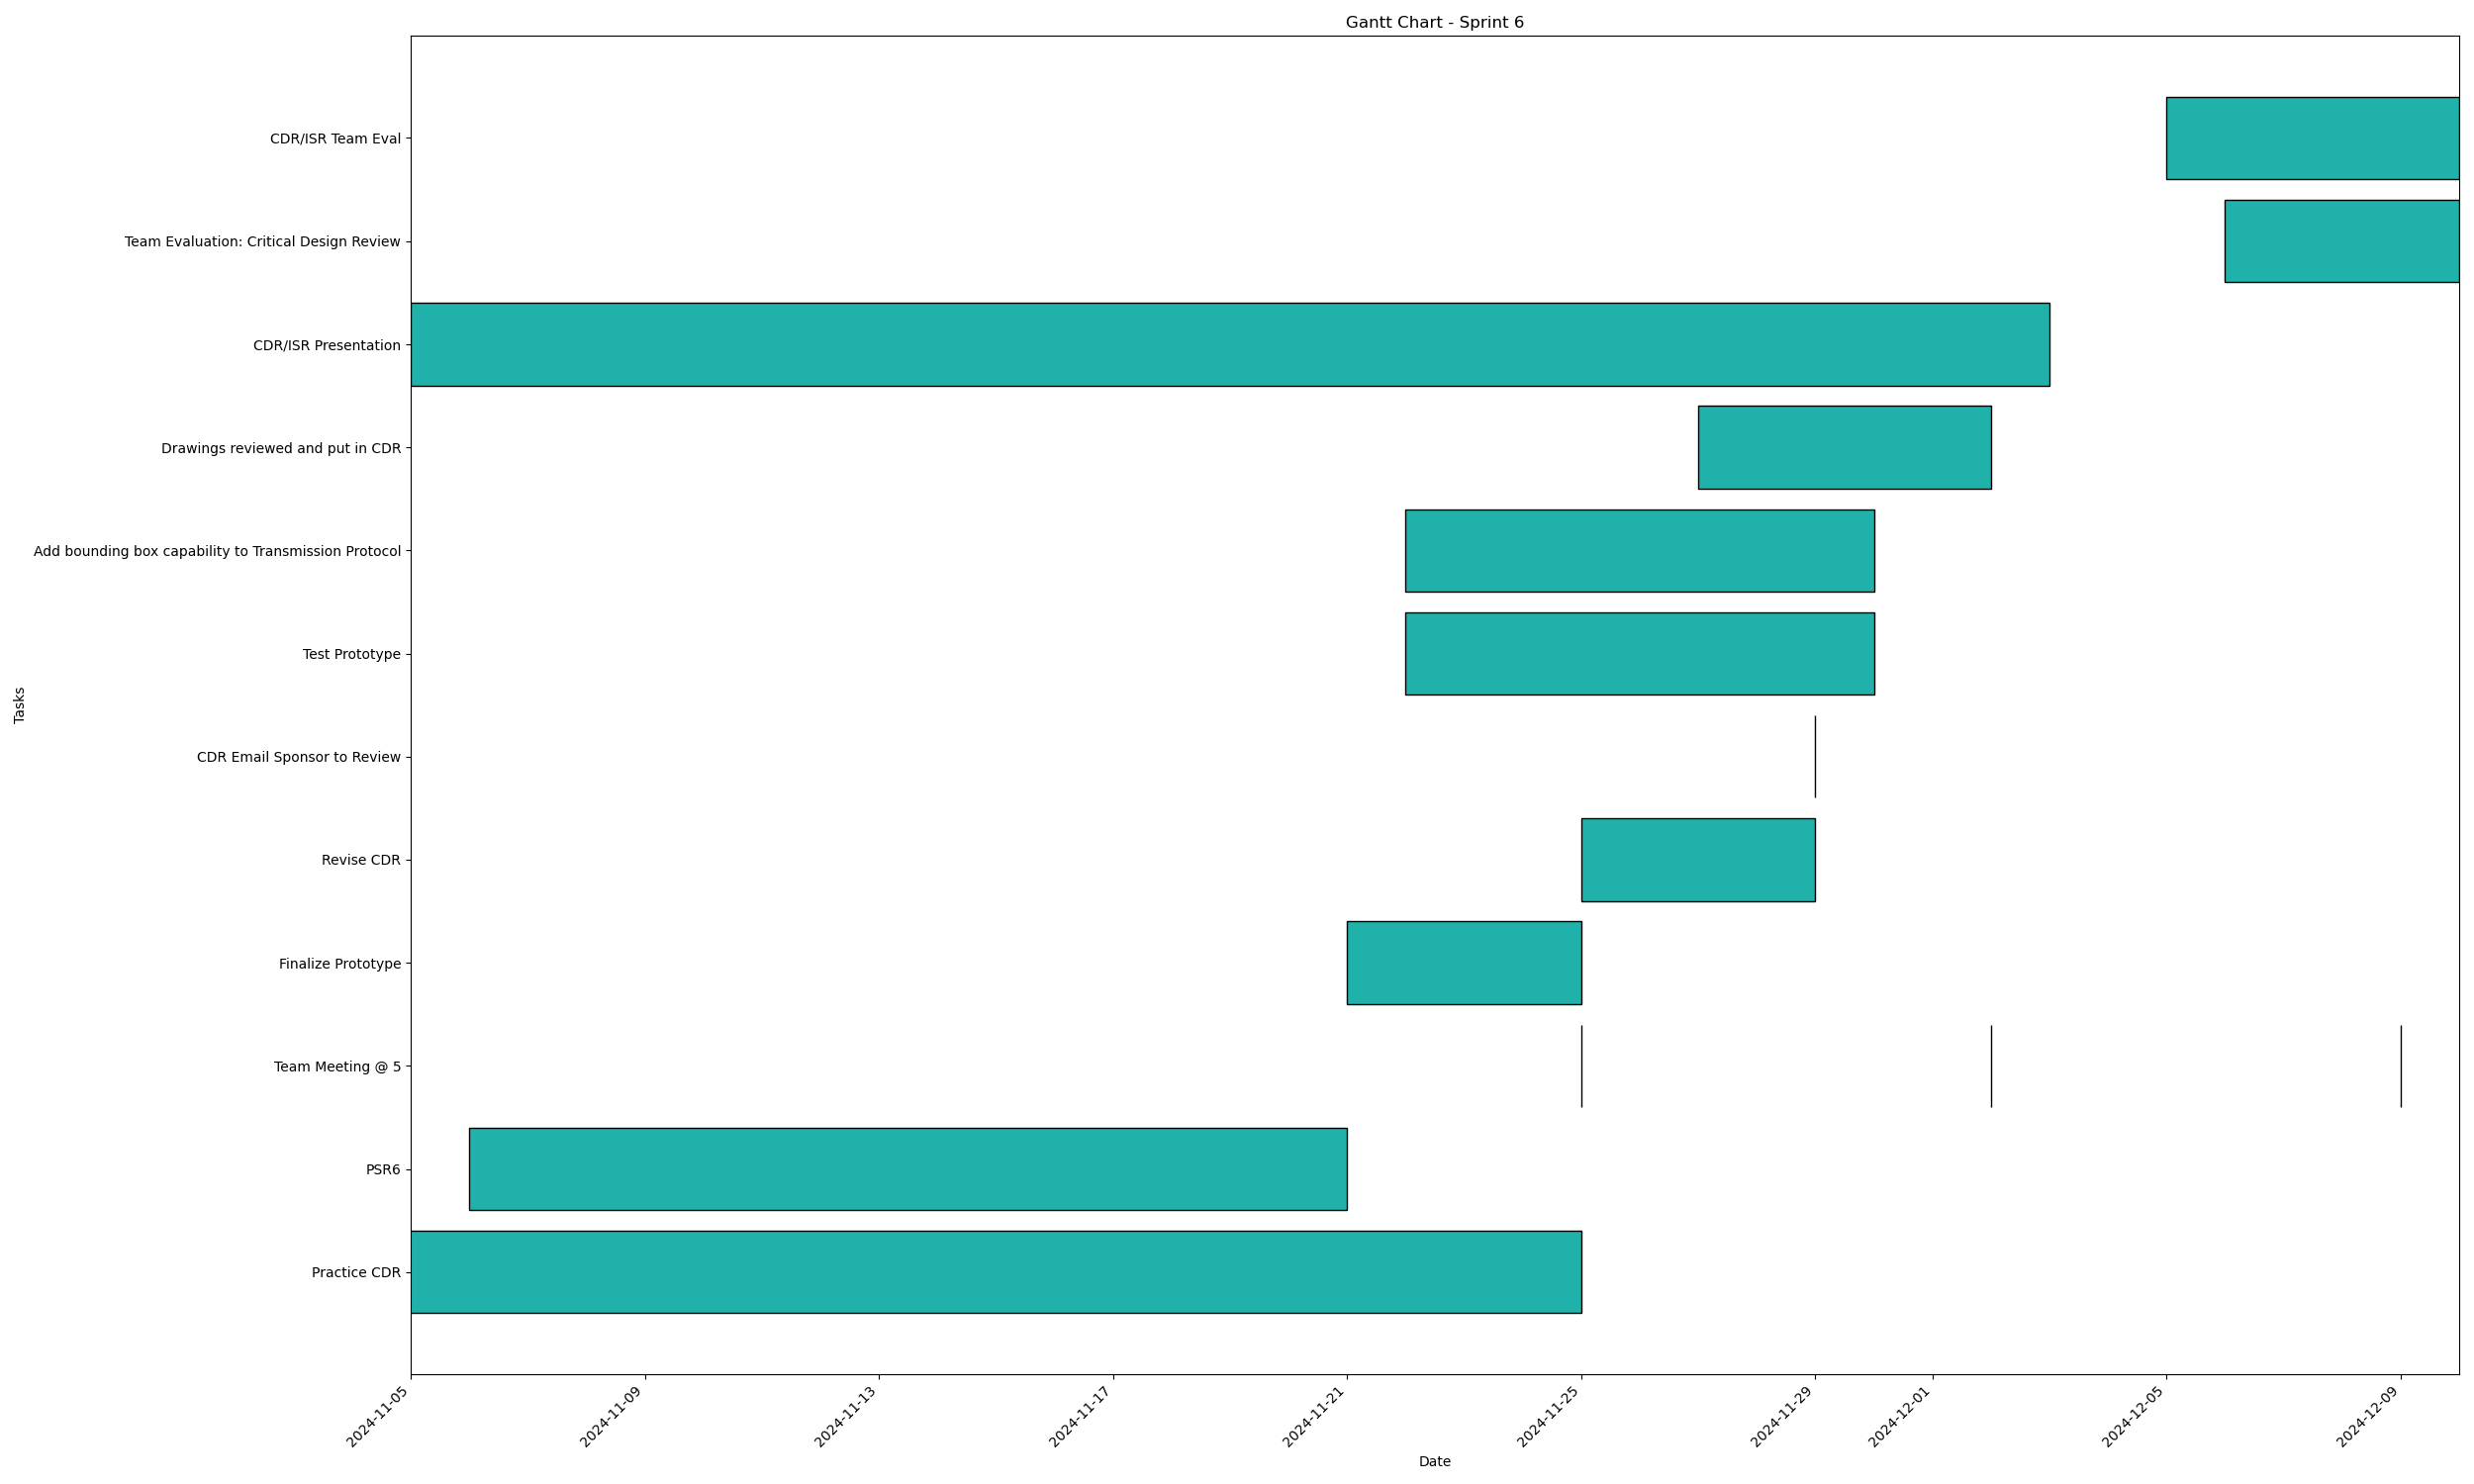 Gantt Chart - Sprint 6
CDR/ISR Team Eval
Team Evaluation: Critical Design Review
CDR/ISR Presentation
Drawings reviewed and put in CDR
Add bounding box capability to Transmission Protocol
Test Prototype
Tasks
CDR Email Sponsor to Review
Revise CDR
Finalize Prototype
Team Meeting @ 5
PSR6
Practice CDR
2024-11-05
2024-11-09
2024-11-13
2024-11-17
2024-11-21
2024-11-25
2024-11-29
2024-12-01
2024-12-05
2024-12-09
Date